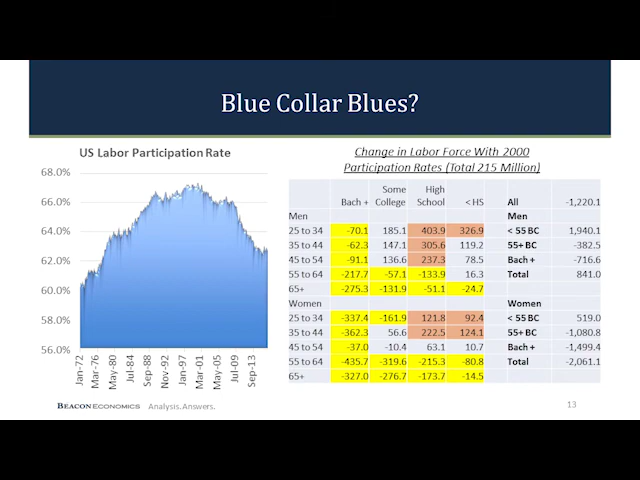 Blue Collar Blues?
US Labor Participation Rate
68.0%
66.0%
64.0%
62.0%
60.0%
58.0%
56.0%
Jan-72
Mar-76
May-80
Jul-84
Sep-88
Nov-92
Jan-97
Mar-01
May-05
Jul-09
Sep-13
Change in Labor Force With 2000
Participation Rates (Total 215 Million)
Some High
Bach + College School < HS All -1,220.1
Men Men
25 to 34 -70.1 185.1 403.9 326.9 < 55 BC 1,940.1
35 to 44 -62.3 147.1 305.6 119.2 55+ BC -382.5
45 to 54 -91.1 136.6 237.3 78.5 Bach + -716.6
55 to 64 -217.7 -57.1 -133.9 16.3 Total 841.0
65+ -275.3 -131.9 -51.1 -24.7
Women Women
25 to 34 -337.4 -161.9 121.8 92.4 < 55 BC 519.0
35 to 44 -362.3 56.6 222.5 124.1 55+ BC -1,080.8
45 to 54 -37.0 -10.4 63.1 10.7 Bach + -1,499.4
55 to 64 -435.7 -319.6 -215.3 -80.8 Total -2,061.1
65+ -327.0 -276.7 -173.7 -14.5
BEACON ECONOMICS Analysis. Answers. 13